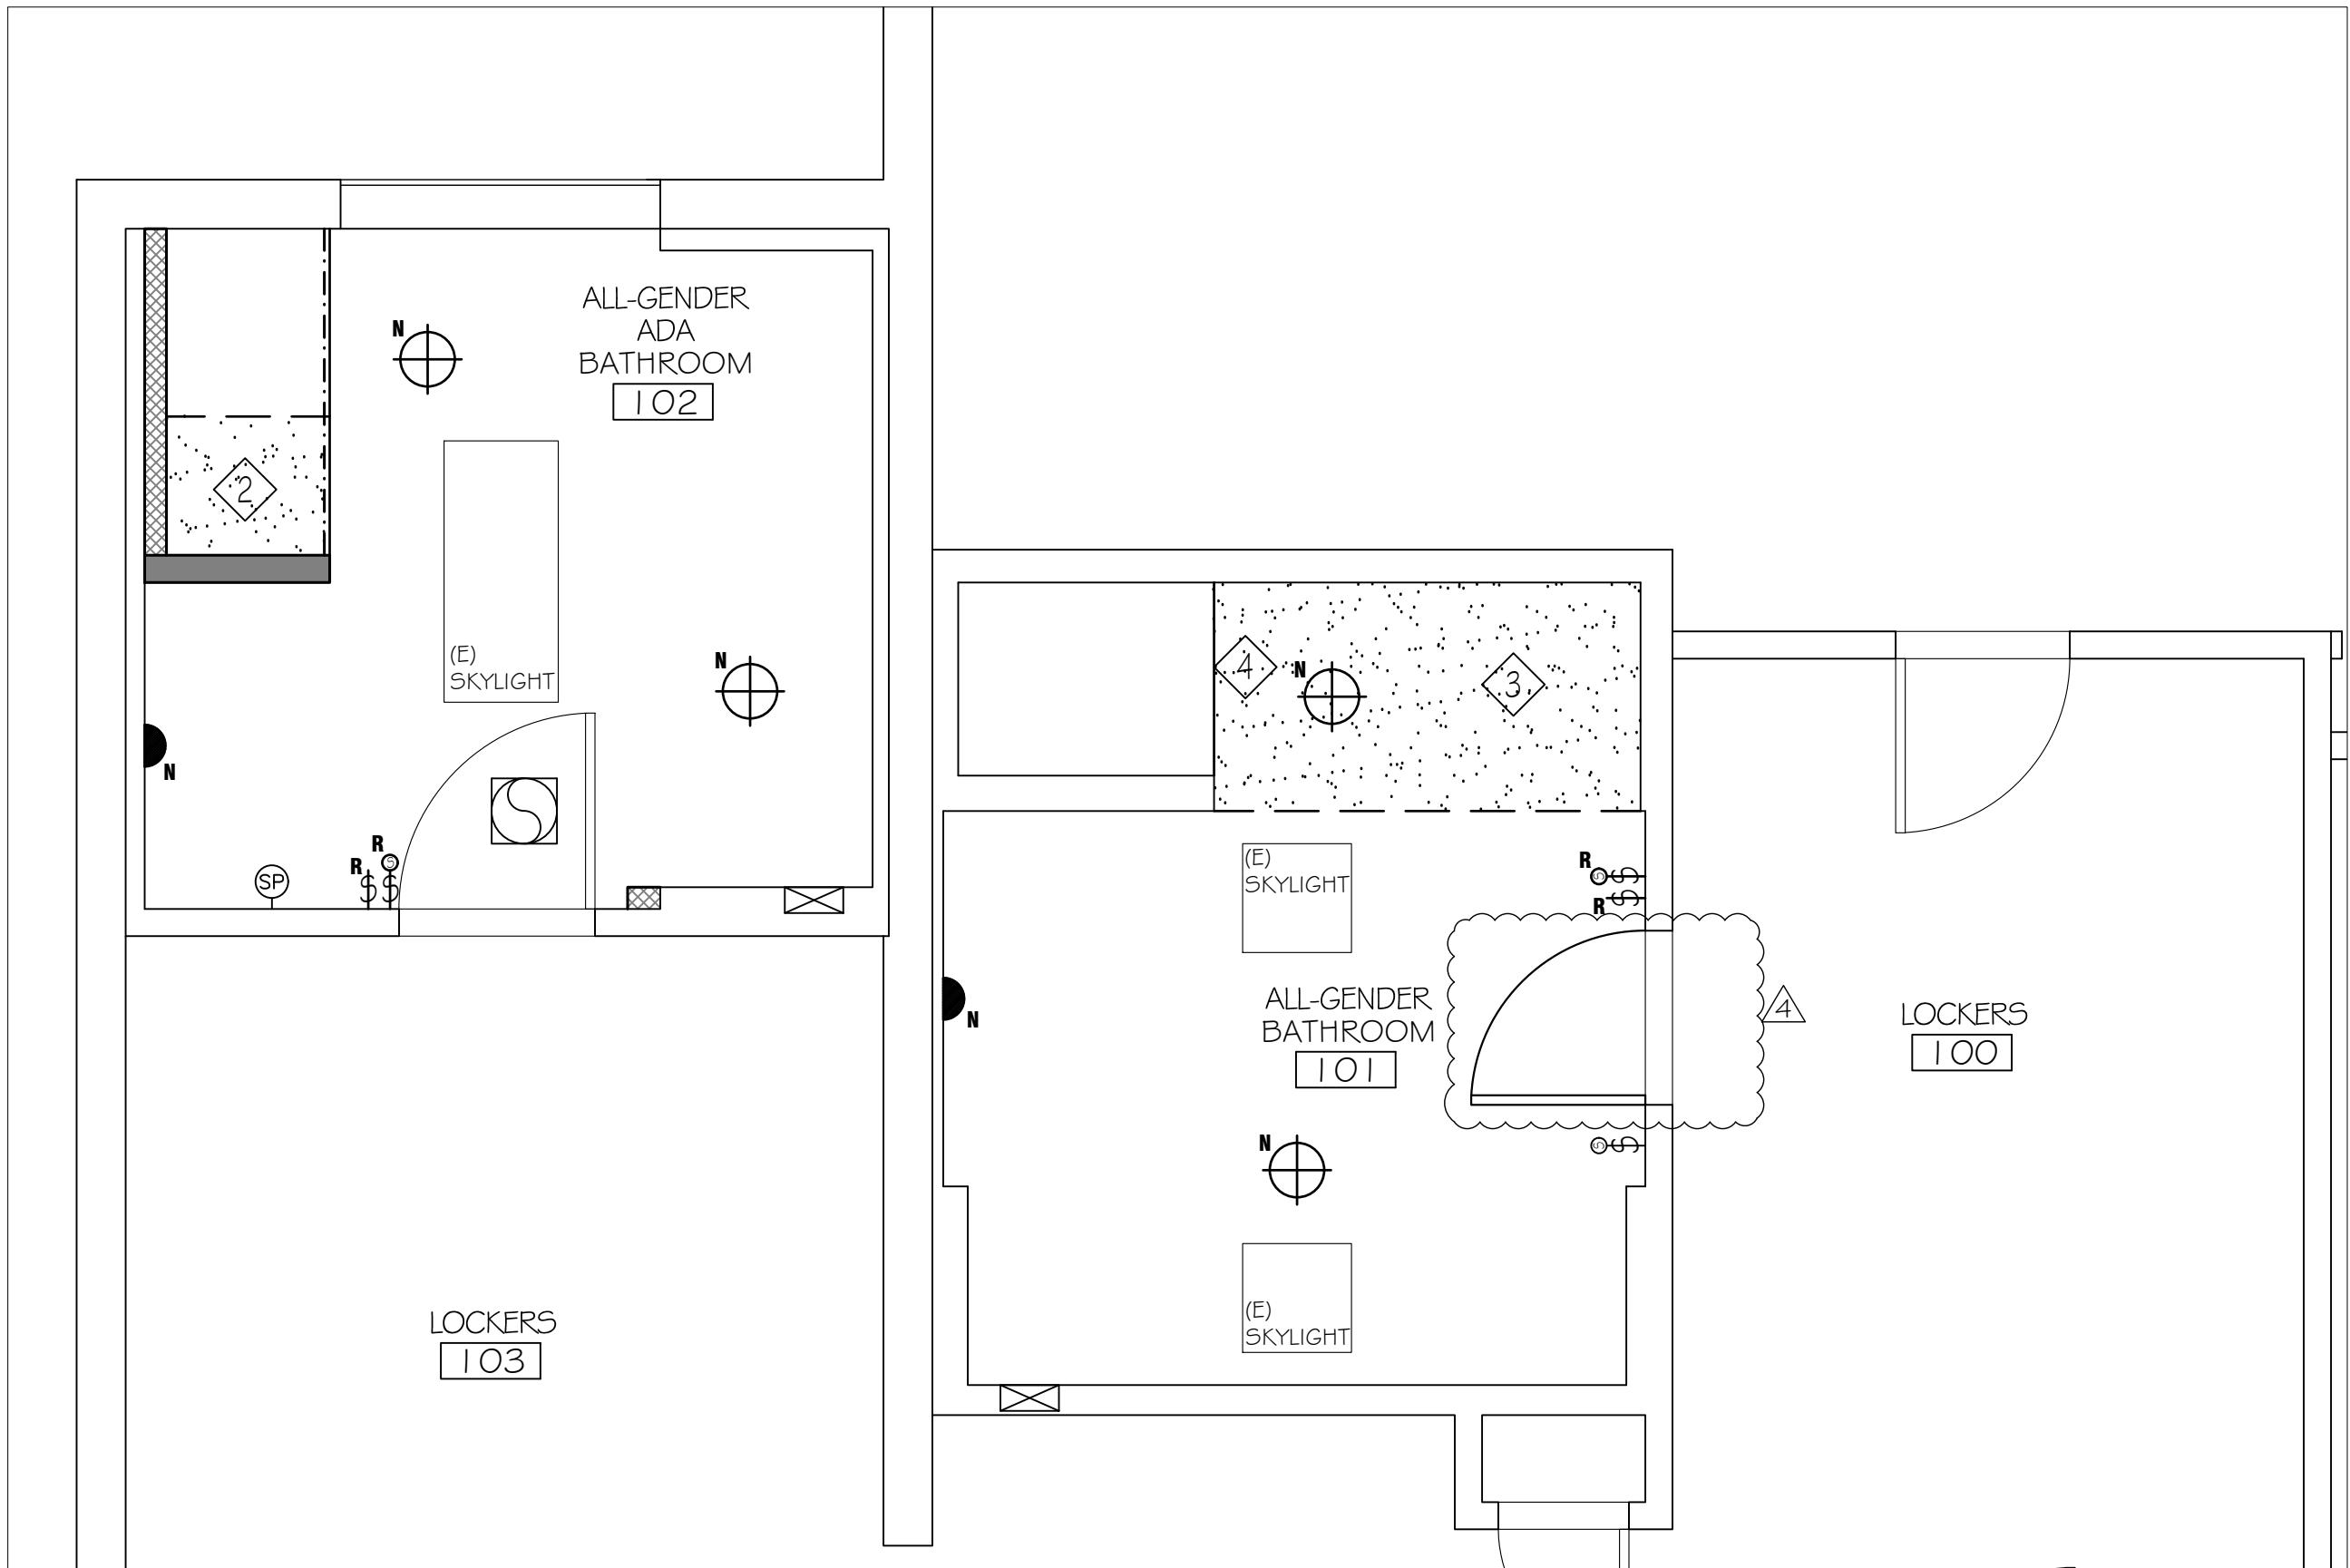 N
ALL-GENDER
ADA
BATHROOM
102
2
(E)
SKYLIGHT
N
N
SP
R
R
S
$
$
4
N
3
(E)
SKYLIGHT
R
S
$
$
R
N
ALL-GENDER
BATHROOM
101
4
LOCKERS
100
N
S
$
(E)
SKYLIGHT
LOCKERS
103